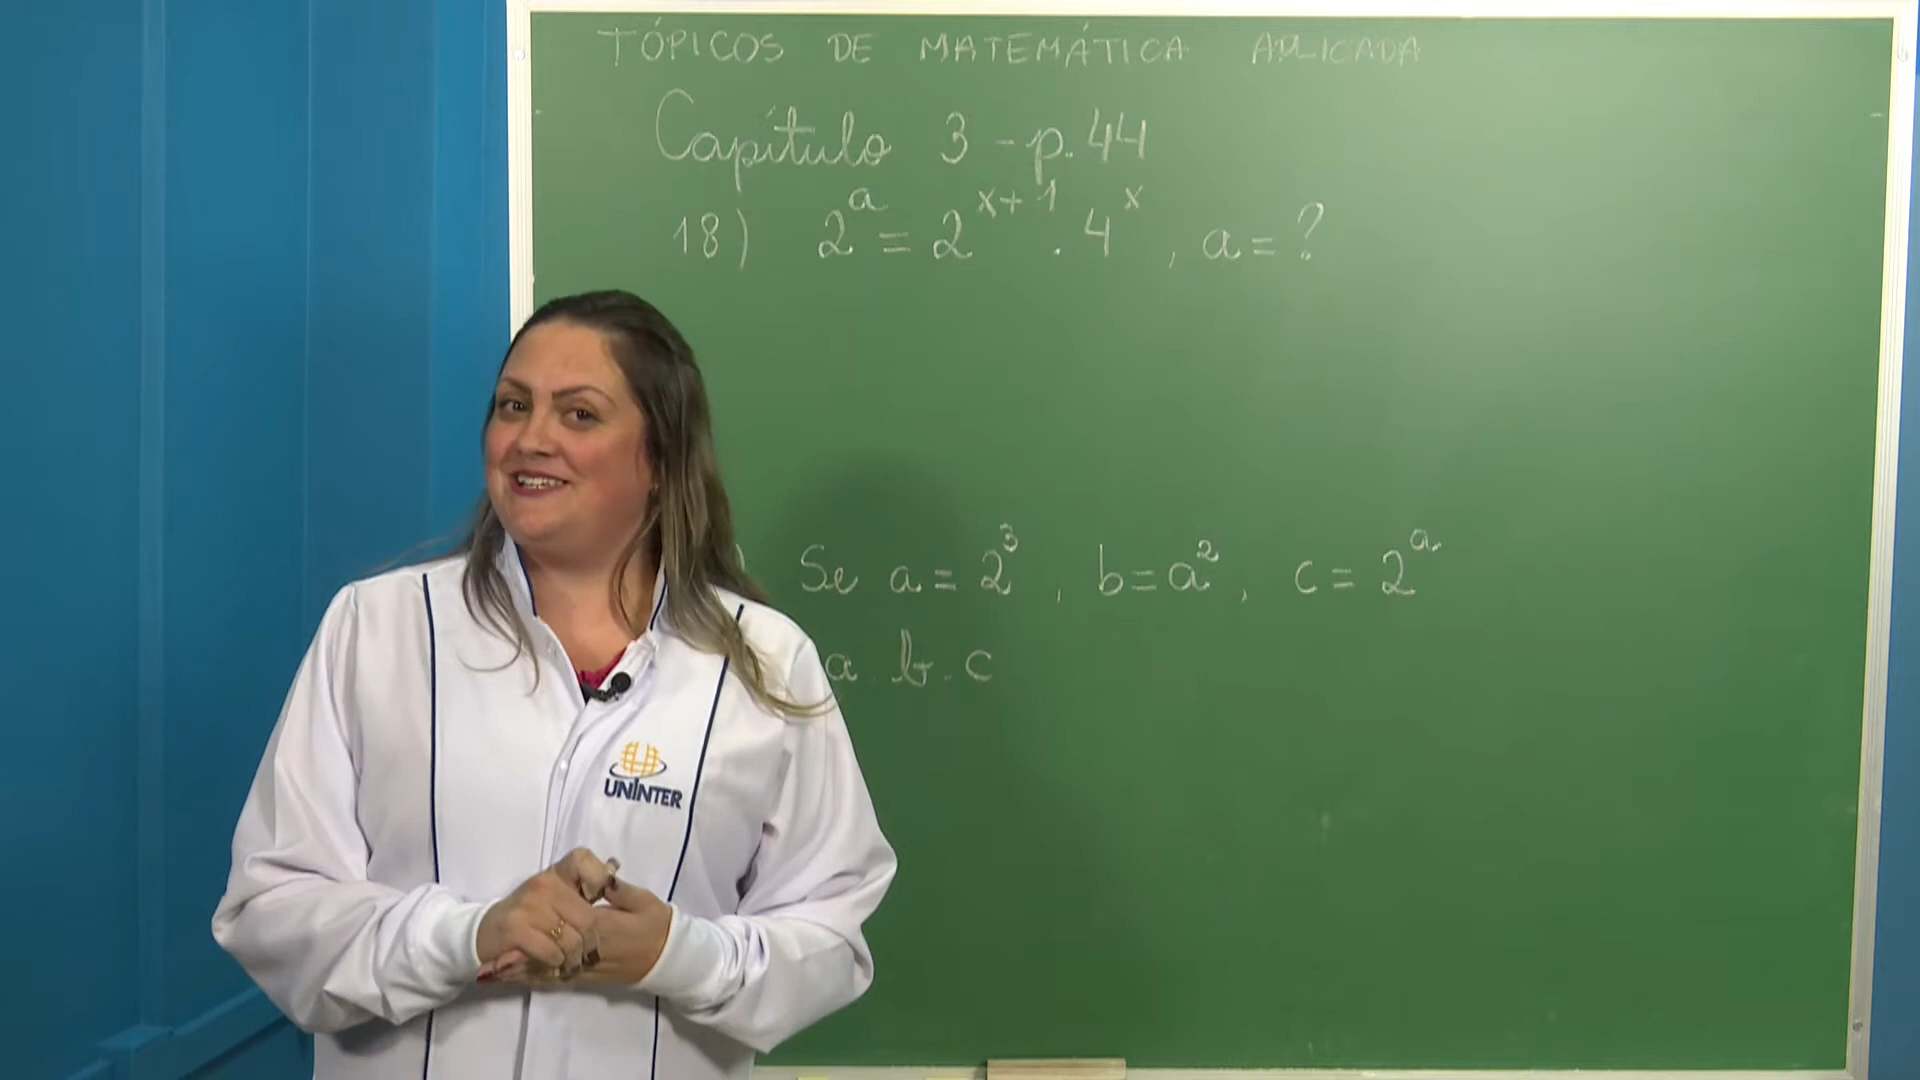 TÓPICOS DE MATEMÁTICA APLICADA
Capítulo 3 - p.44
18) 2^a = 2^(x+1) . 4^x , a = ?
) Se a = 2^3 , b = a^2 , c = 2^a
a . b . c
UNINTER